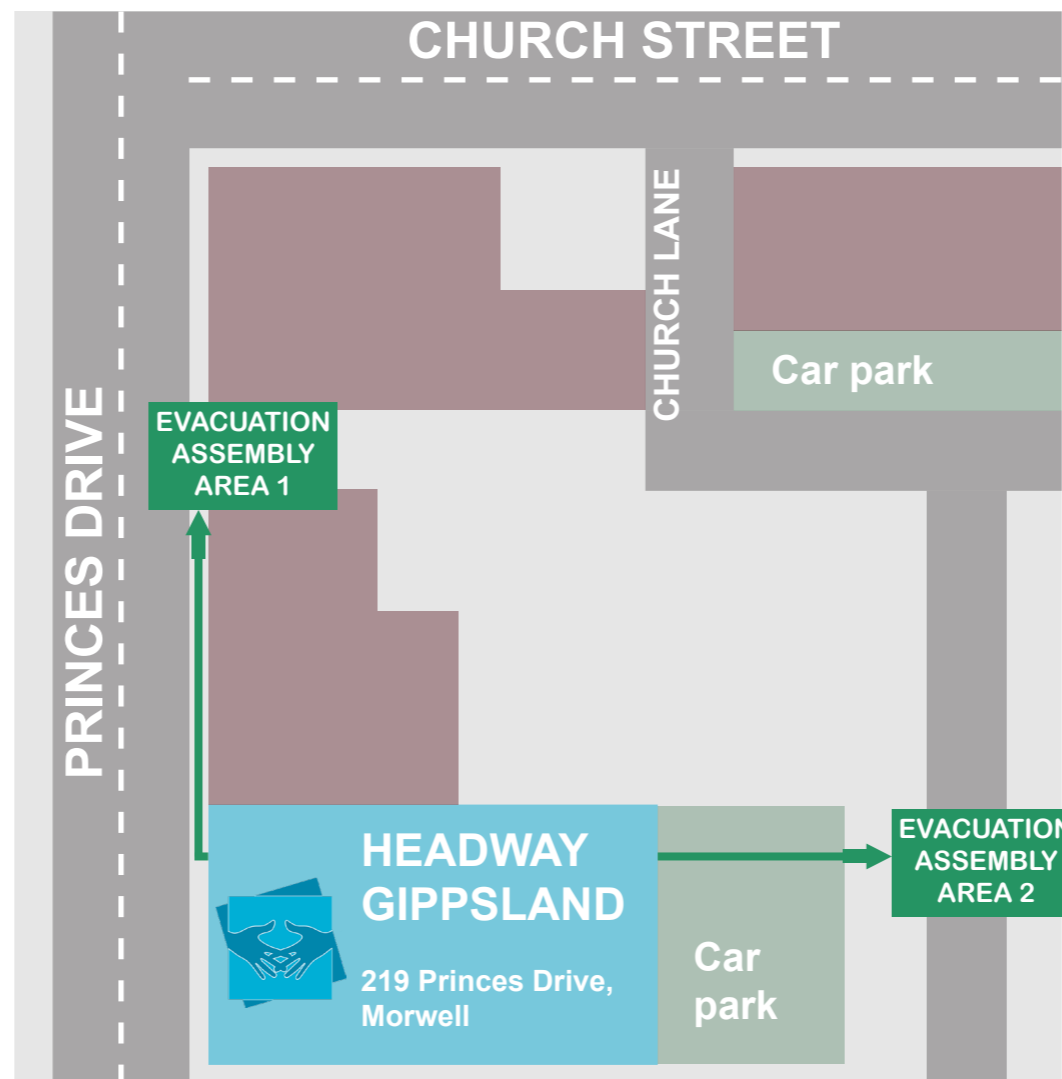 CHURCH STREET
CHURCH LANE
Car park
PRINCES DRIVE
EVACUATION
ASSEMBLY
AREA 1
HEADWAY
GIPPSLAND
219 Princes Drive,
Morwell
Car
park
EVACUATION
ASSEMBLY
AREA 2